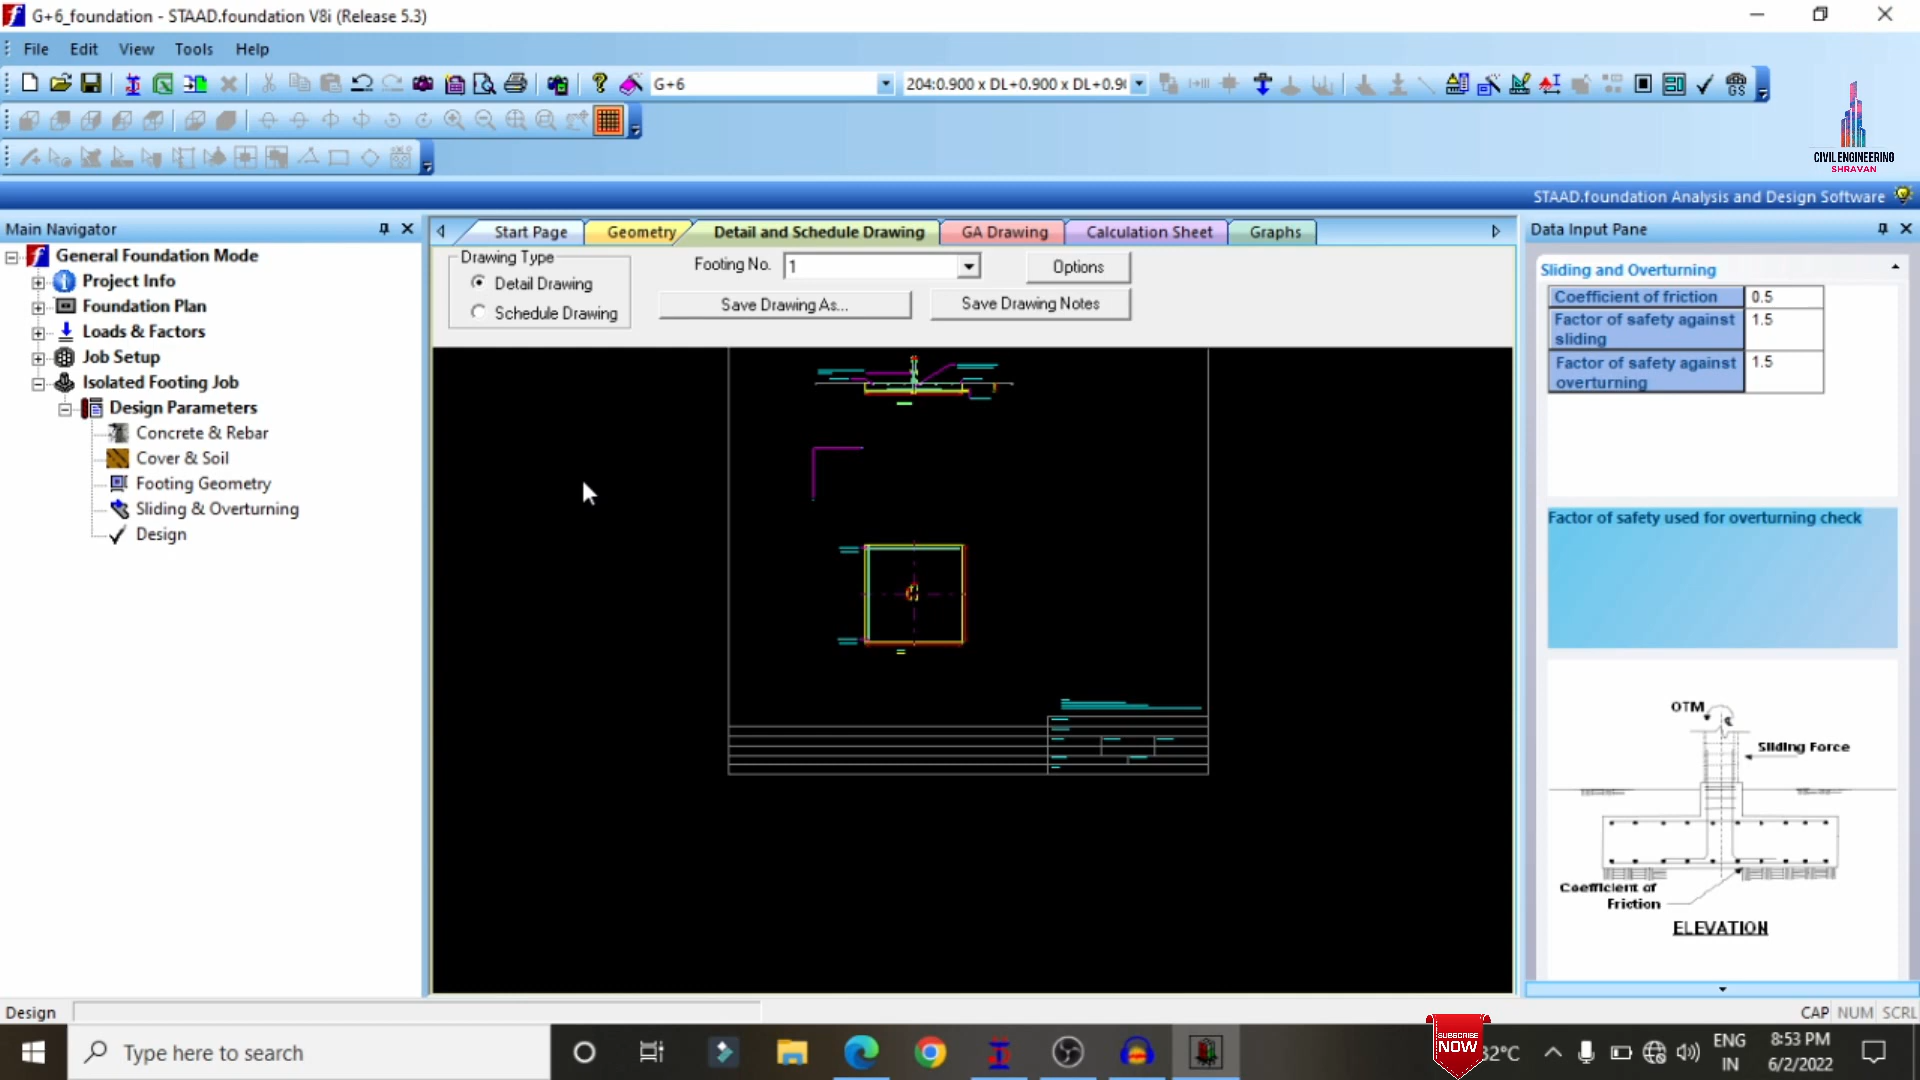 G+6_foundation - STAAD.foundation V8i (Release 5.3)
File Edit View Tools Help
G+6
204:0.900 x DL+0.900 x DL+0.9
CIVIL ENGINEERING
SHRAVAN
STAAD.foundation Analysis and Design Software
Main Navigator
General Foundation Mode
Project Info
Foundation Plan
Loads & Factors
Job Setup
Isolated Footing Job
Design Parameters
Concrete & Rebar
Cover & Soil
Footing Geometry
Sliding & Overturning
Design
Start Page Geometry Detail and Schedule Drawing GA Drawing Calculation Sheet Graphs
Drawing Type
Detail Drawing
Schedule Drawing
Footing No. 1
Options
Save Drawing As...
Save Drawing Notes
Data Input Pane
Sliding and Overturning
Coefficient of friction 0.5
Factor of safety against sliding 1.5
Factor of safety against overturning 1.5
Factor of safety used for overturning check
OTM
Sliding Force
Coefficient of
Friction
ELEVATION
Design
CAP NUM SCRL
Type here to search
SUBSCRIBE
NOW
32°C
ENG
IN
8:53 PM
6/2/2022